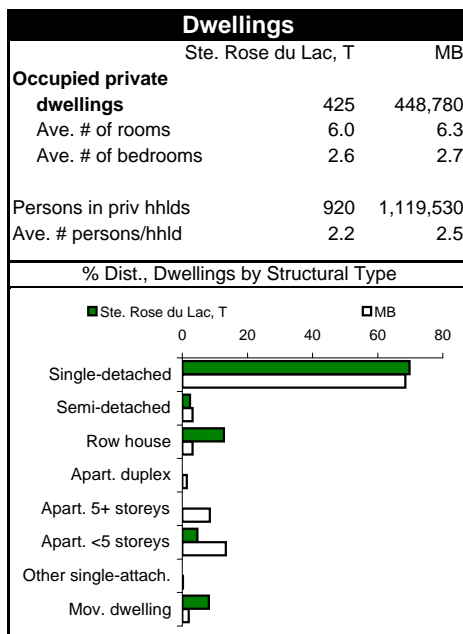 Dwellings
Ste. Rose du Lac, T MB
Occupied private
dwellings 425 448,780
Ave. # of rooms 6.0 6.3
Ave. # of bedrooms 2.6 2.7
Persons in priv hhlds 920 1,119,530
Ave. # persons/hhld 2.2 2.5
% Dist., Dwellings by Structural Type
Ste. Rose du Lac, T MB
0 20 40 60 80
Single-detached
Semi-detached
Row house
Apart. duplex
Apart. 5+ storeys
Apart. <5 storeys
Other single-attach.
Mov. dwelling